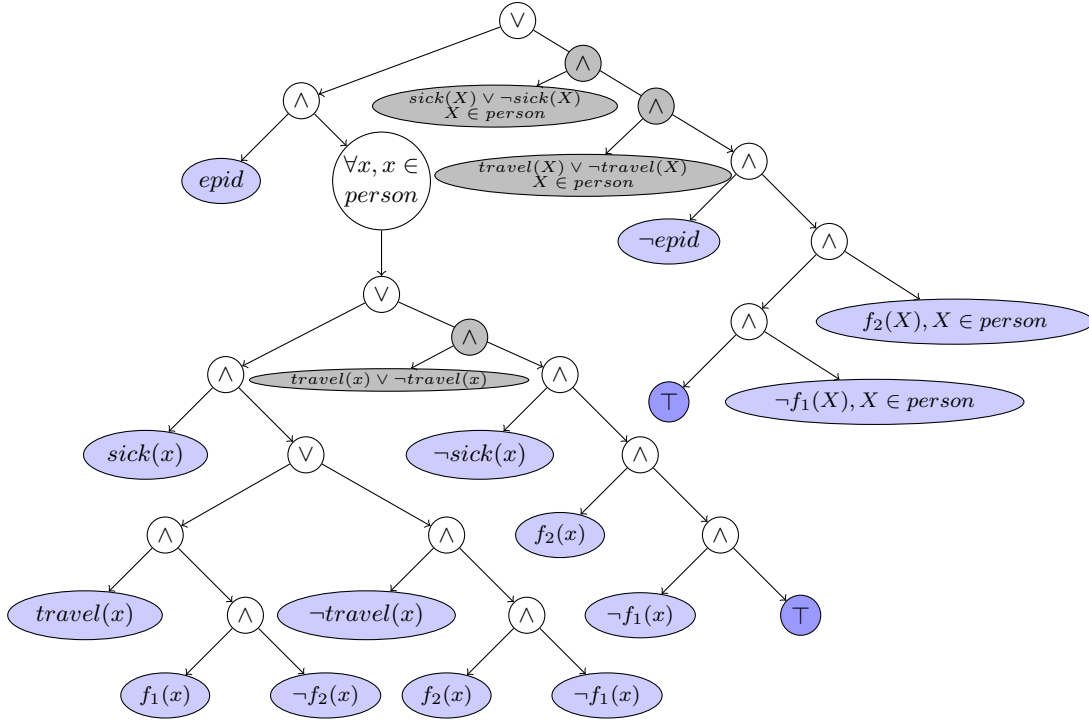 ∨
∧
sick(X) ∨ ¬sick(X)
X ∈ person
∧
∧
travel(X) ∨ ¬travel(X)
X ∈ person
∧
epid
∀x, x ∈
person
¬epid
∧
∨
∧
f₂(X), X ∈ person
∧
travel(x) ∨ ¬travel(x)
∧
∧
⊤
¬f₁(X), X ∈ person
sick(x)
∨
¬sick(x)
∧
∧
∧
f₂(x)
∧
travel(x)
∧
¬travel(x)
∧
¬f₁(x)
⊤
f₁(x)
¬f₂(x)
f₂(x)
¬f₁(x)